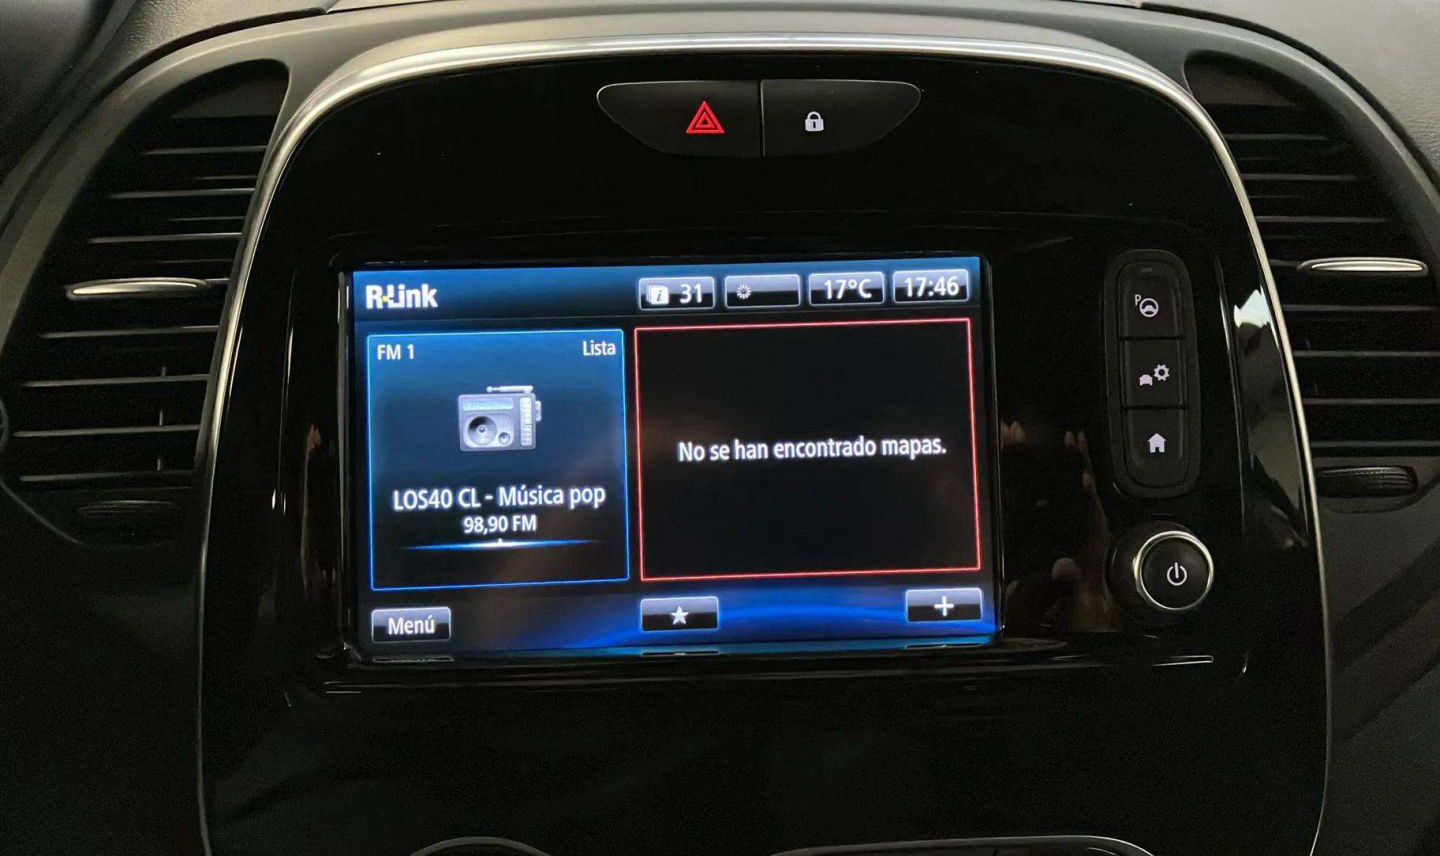 R-Link
31
17°C
17:46
FM 1
Lista
LOS40 CL - Música pop
98,90 FM
No se han encontrado mapas.
P
Menú